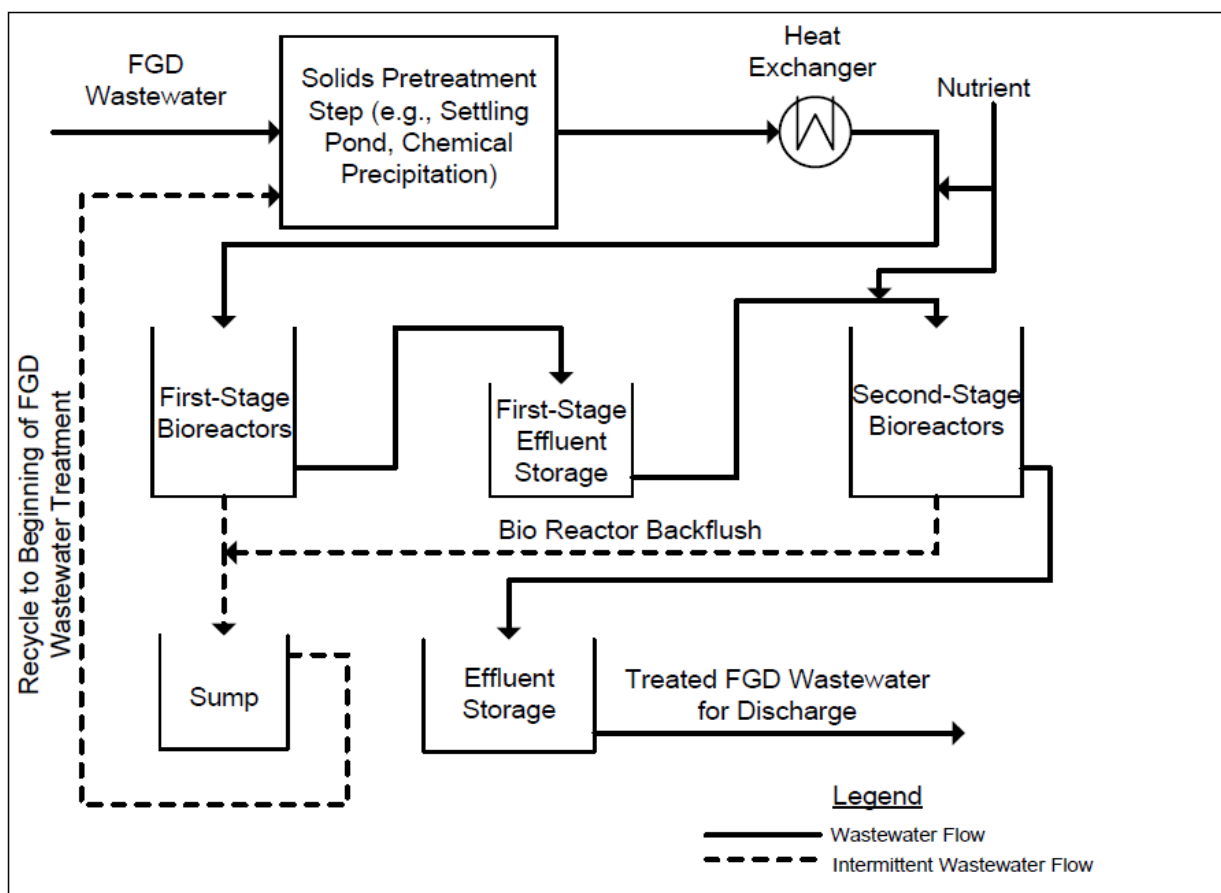 FGD
Wastewater
Solids Pretreatment
Step (e.g., Settling
Pond, Chemical
Precipitation)
Heat
Exchanger
Nutrient
Recycle to Beginning of FGD
Wastewater Treatment
First-Stage
Bioreactors
First-Stage
Effluent
Storage
Second-Stage
Bioreactors
Bio Reactor Backflush
Sump
Effluent
Storage
Treated FGD Wastewater
for Discharge
Legend
Wastewater Flow
Intermittent Wastewater Flow